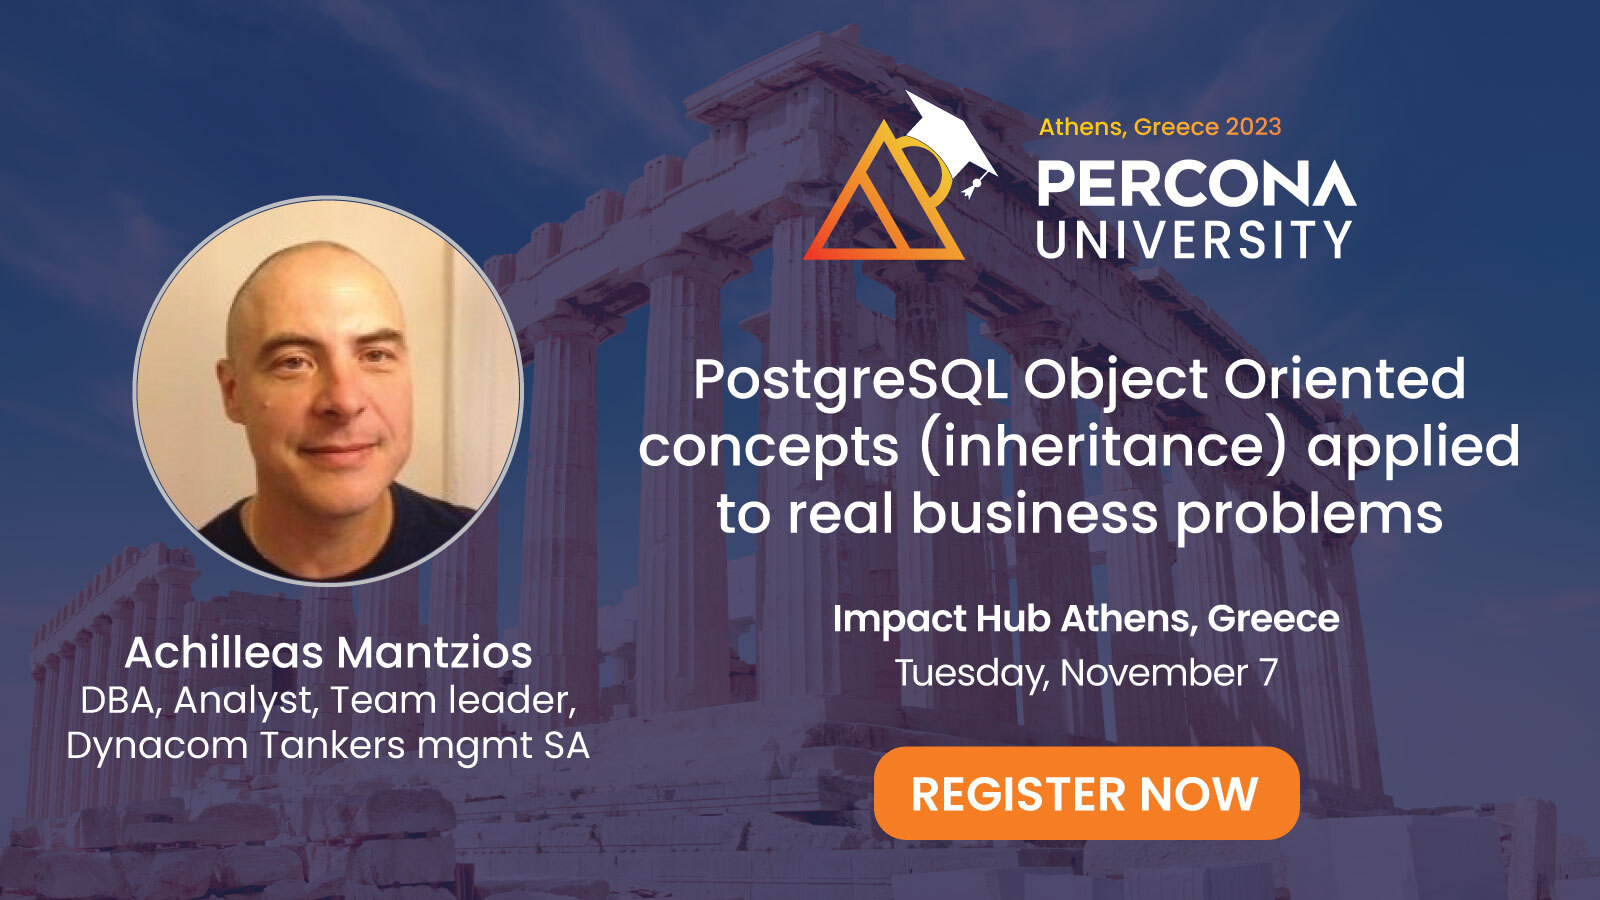 Athens, Greece 2023
PERCONA
UNIVERSITY
PostgreSQL Object Oriented
concepts (inheritance) applied
to real business problems
Impact Hub Athens, Greece
Tuesday, November 7
REGISTER NOW
Achilleas Mantzios
DBA, Analyst, Team leader,
Dynacom Tankers mgmt SA